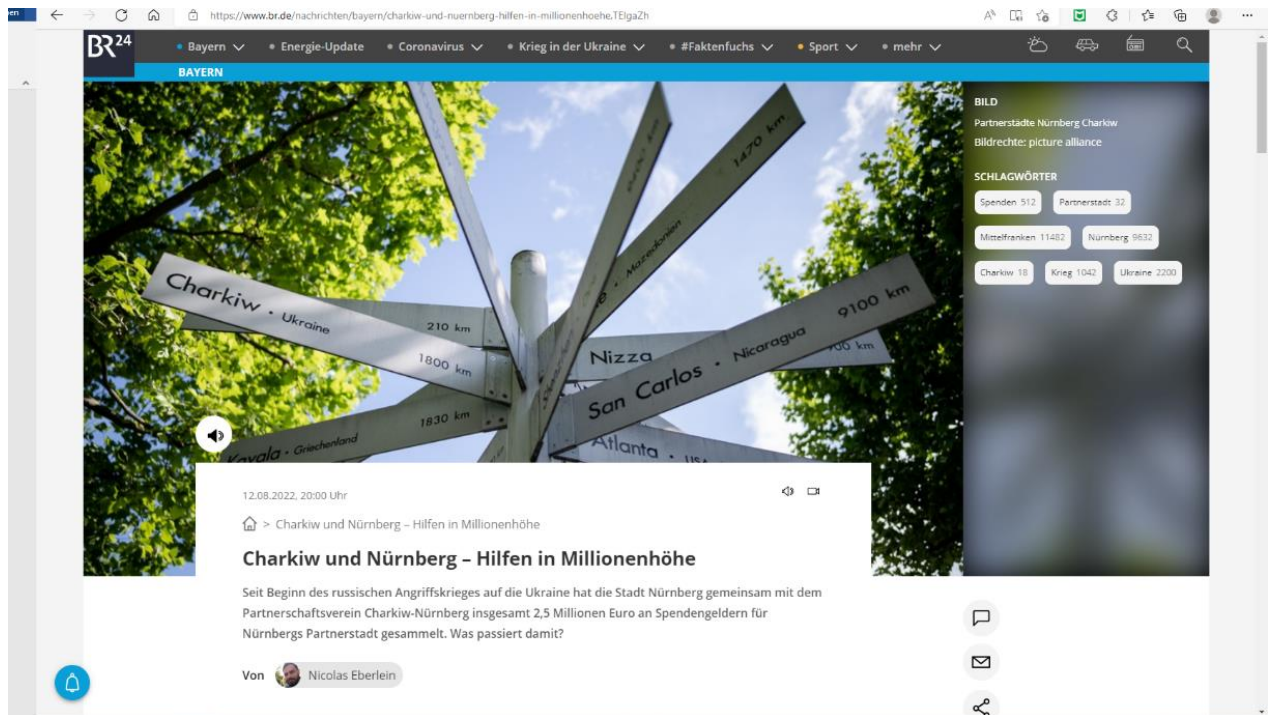 https://www.br.de/nachrichten/bayern/charkiw-und-nuernberg-hilfen-in-millionenhoehe,TElgaZh
BR24
Bayern
Energie-Update
Coronavirus
Krieg in der Ukraine
#Faktenfuchs
Sport
mehr
BAYERN
BILD
Partnerstädte Nürnberg Charkiw
Bildrechte: picture alliance
SCHLAGWÖRTER
Spenden 512
Partnerstadt 32
Mittelfranken 11482
Nürnberg 9632
Charkiw 18
Krieg 1042
Ukraine 2200
1470 km
Mazedonien
Charkiw · Ukraine
210 km
1800 km
Nizza
San Carlos · Nicaragua 9100 km
km
1830 km
Kavala · Griechenland
Atlanta · USA
12.08.2022, 20:00 Uhr
> Charkiw und Nürnberg – Hilfen in Millionenhöhe
Charkiw und Nürnberg – Hilfen in Millionenhöhe
Seit Beginn des russischen Angriffskrieges auf die Ukraine hat die Stadt Nürnberg gemeinsam mit dem
Partnerschaftsverein Charkiw-Nürnberg insgesamt 2,5 Millionen Euro an Spendengeldern für
Nürnbergs Partnerstadt gesammelt. Was passiert damit?
Von Nicolas Eberlein